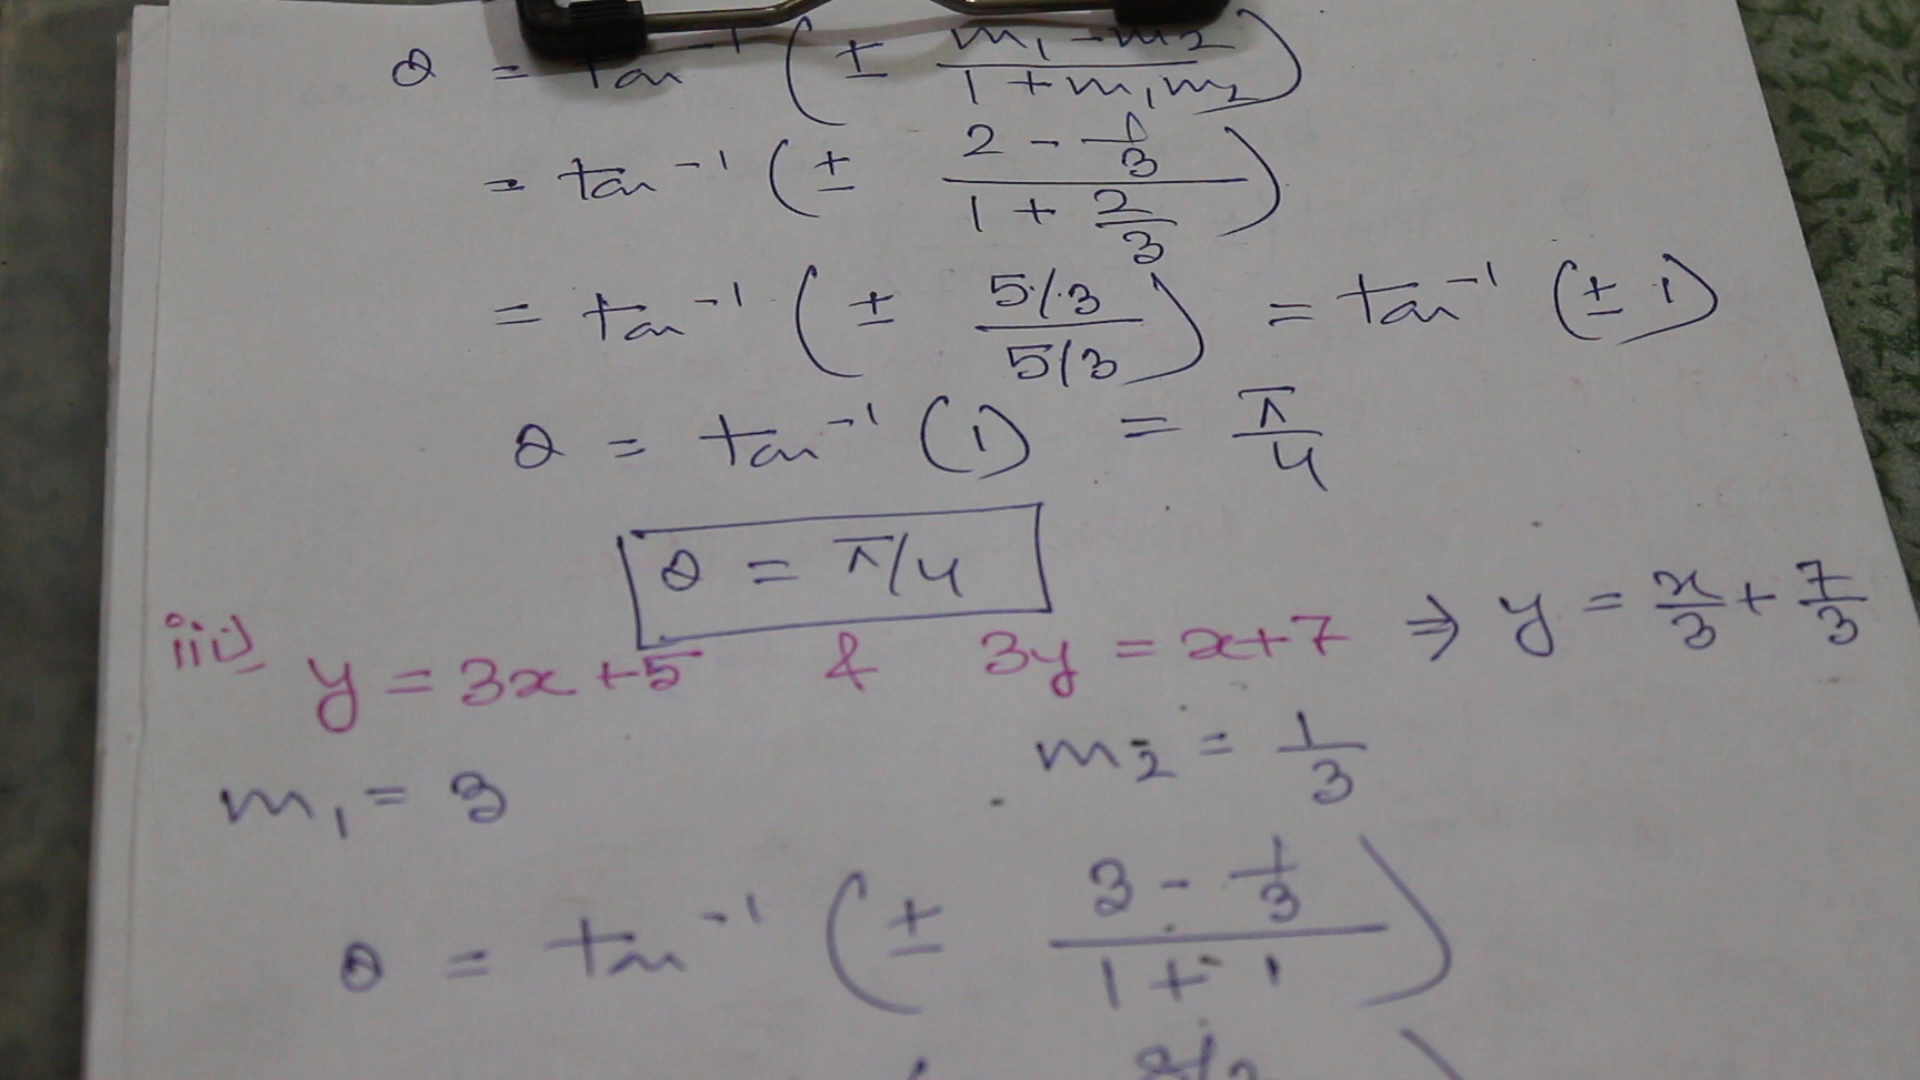 θ = tan⁻¹ (± (m₁ - m₂)/(1 + m₁m₂))
= tan⁻¹ (± (2 - 1/3)/(1 + 2/3))
= tan⁻¹ (± (5/3)/(5/3)) = tan⁻¹ (± 1)
θ = tan⁻¹ (1) = π/4
θ = π/4
iii) y = 3x + 5 & 3y = x + 7 ⇒ y = x/3 + 7/3
m₁ = 3 m₂ = 1/3
θ = tan⁻¹ (± (3 - 1/3)/(1 + 1))